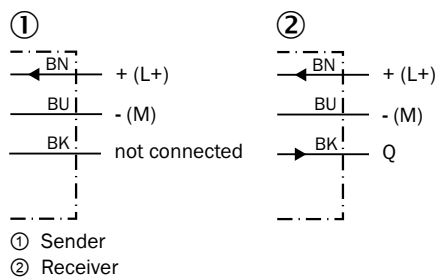 ① ②
BN + (L+) BN + (L+)
BU - (M) BU - (M)
BK not connected BK Q
① Sender
② Receiver